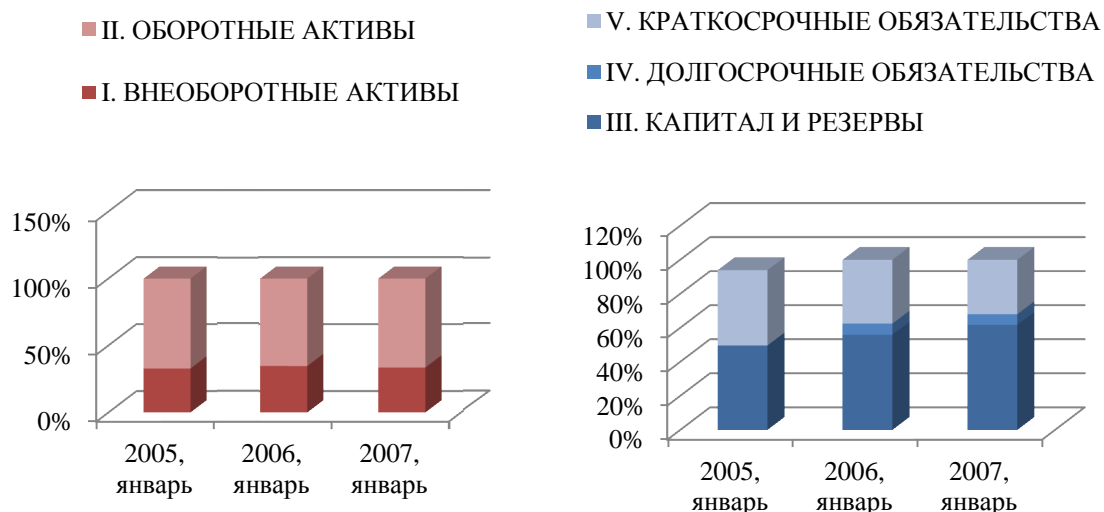 II. ОБОРОТНЫЕ АКТИВЫ
I. ВНЕОБОРОТНЫЕ АКТИВЫ
150%
100%
50%
0%
2005,
январь
2006,
январь
2007,
январь
V. КРАТКОСРОЧНЫЕ ОБЯЗАТЕЛЬСТВА
IV. ДОЛГОСРОЧНЫЕ ОБЯЗАТЕЛЬСТВА
III. КАПИТАЛ И РЕЗЕРВЫ
120%
100%
80%
60%
40%
20%
0%
2005,
январь
2006,
январь
2007,
январь